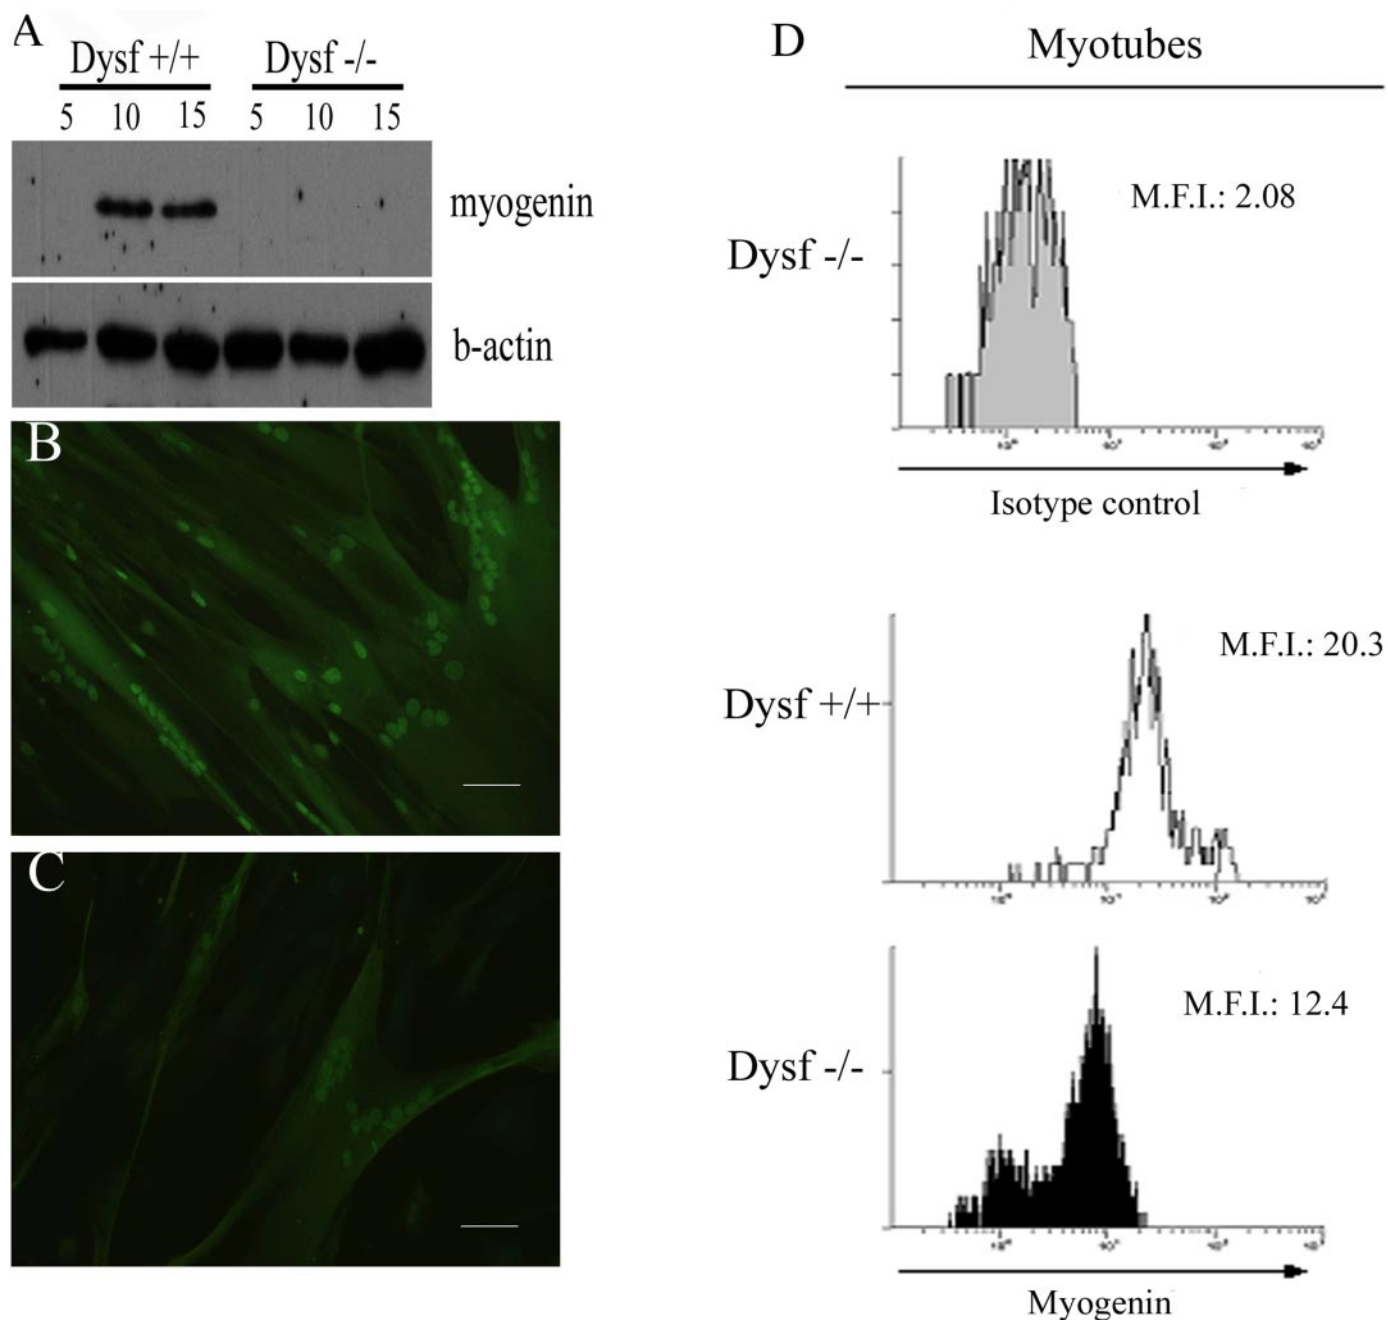 A
Dysf +/+ Dysf -/-
5 10 15 5 10 15
myogenin
b-actin
B
C
D
Myotubes
Dysf -/-
M.F.I.: 2.08
Isotype control
Dysf +/+
M.F.I.: 20.3
Dysf -/-
M.F.I.: 12.4
Myogenin